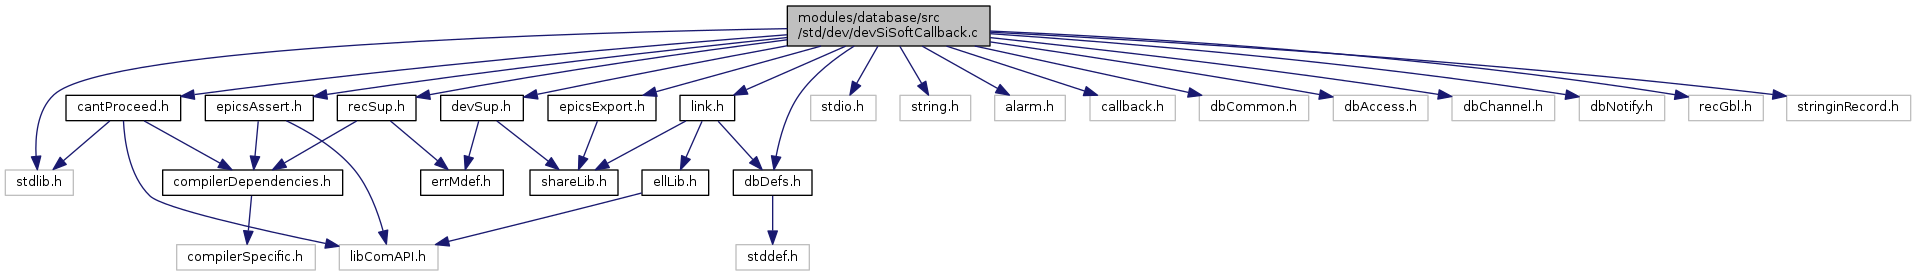 modules/database/src
/std/dev/devSiSoftCallback.c
cantProceed.h
epicsAssert.h
recSup.h
devSup.h
epicsExport.h
link.h
stdio.h
string.h
alarm.h
callback.h
dbCommon.h
dbAccess.h
dbChannel.h
dbNotify.h
recGbl.h
stringinRecord.h
stdlib.h
compilerDependencies.h
errMdef.h
shareLib.h
ellLib.h
dbDefs.h
compilerSpecific.h
libComAPI.h
stddef.h